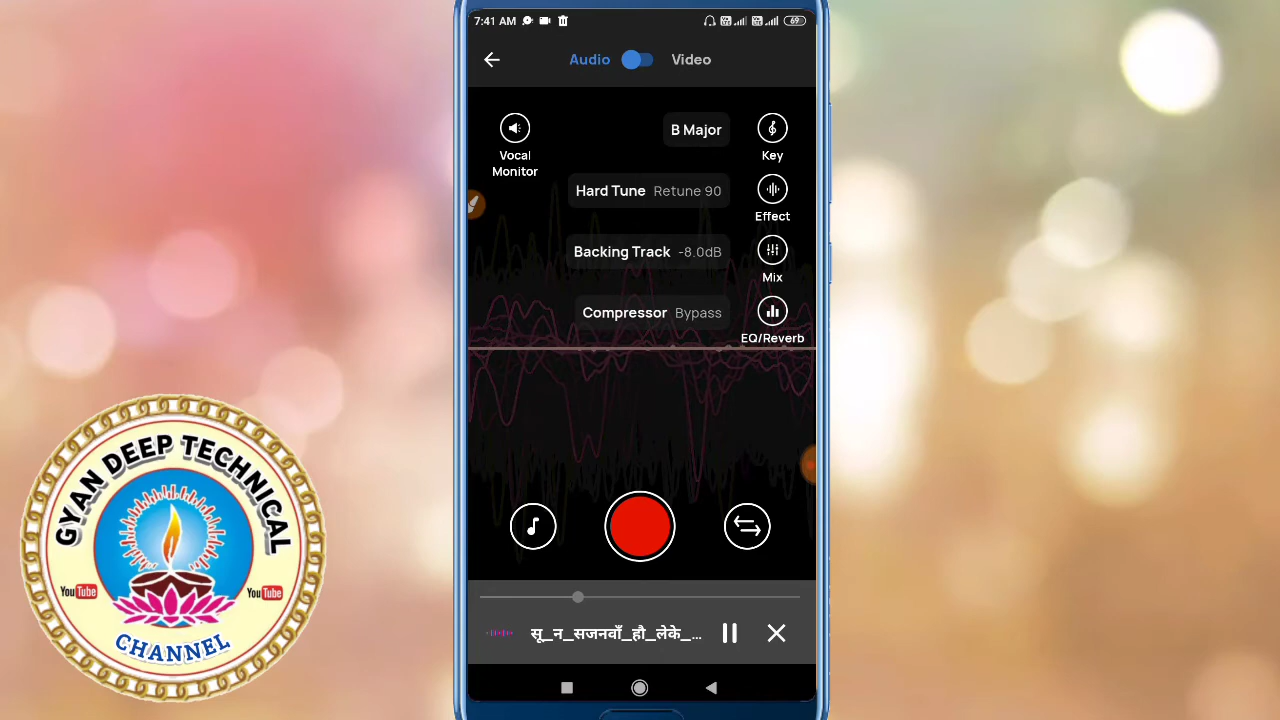 7:41 AM
69
Audio
Video
Vocal
Monitor
B Major
Key
Hard Tune Retune 90
Effect
Backing Track -8.0dB
Mix
Compressor Bypass
EQ/Reverb
सू_न_सजनवाँ_हौ_लेके_...
GYAN DEEP TECHNICAL
YouTube
YouTube
CHANNEL